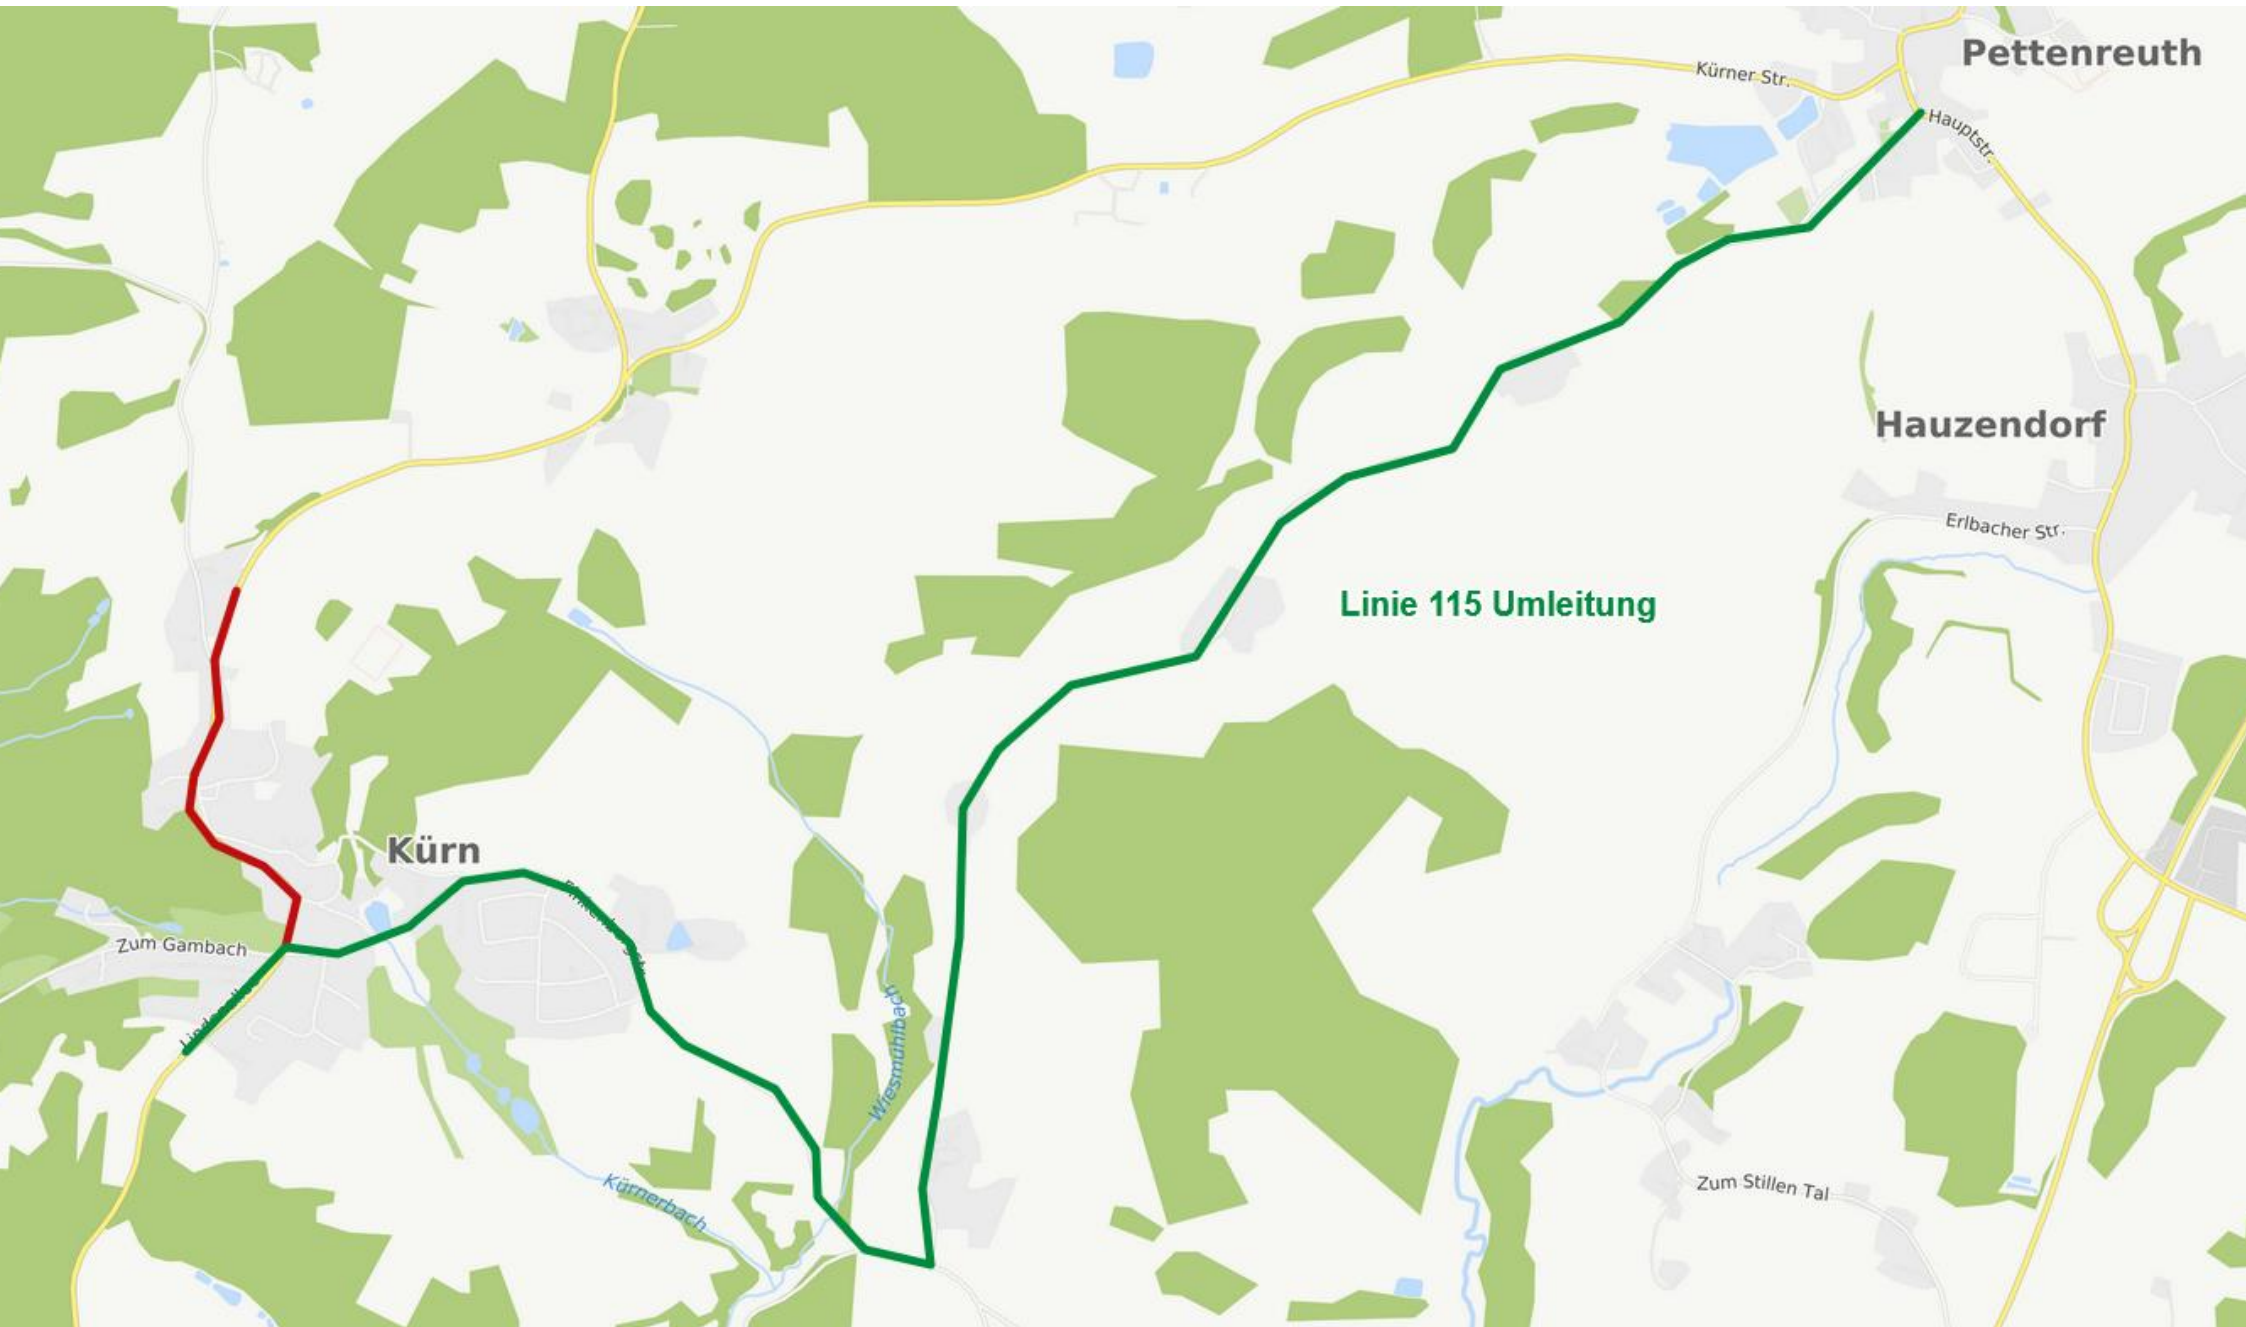 Pettenreuth
Kürner Str.
Hauptstr.
Hauzendorf
Erlbacher Str.
Linie 115 Umleitung
Kürn
Zum Gambach
Wiesmühlbach
Kürnerbach
Zum Stillen Tal